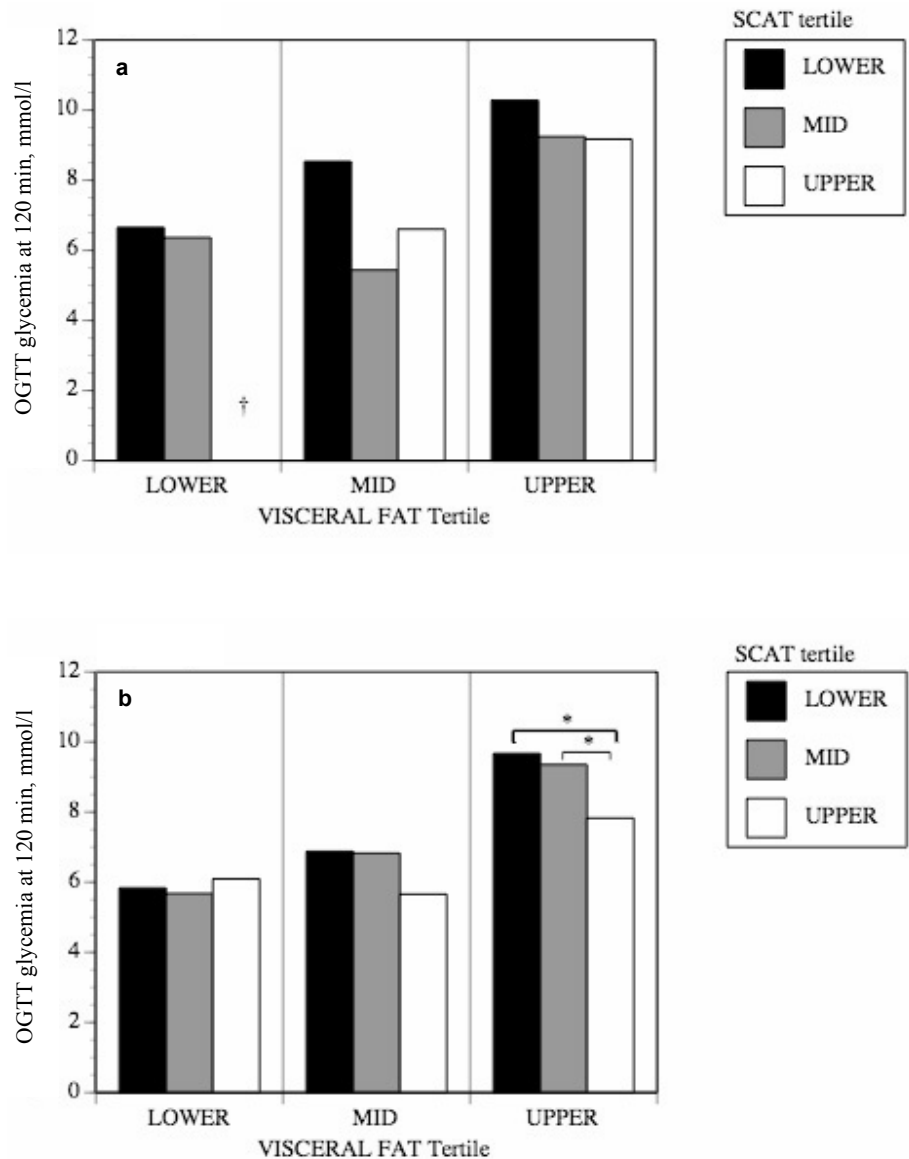 SCAT tertile
LOWER
MID
UPPER
a
12
10
8
6
4
2
0
OGTT glycemia at 120 min, mmol/l
†
LOWER MID UPPER
VISCERAL FAT Tertile
SCAT tertile
LOWER
MID
UPPER
b
12
10
8
6
4
2
0
OGTT glycemia at 120 min, mmol/l
*
*
LOWER MID UPPER
VISCERAL FAT Tertile